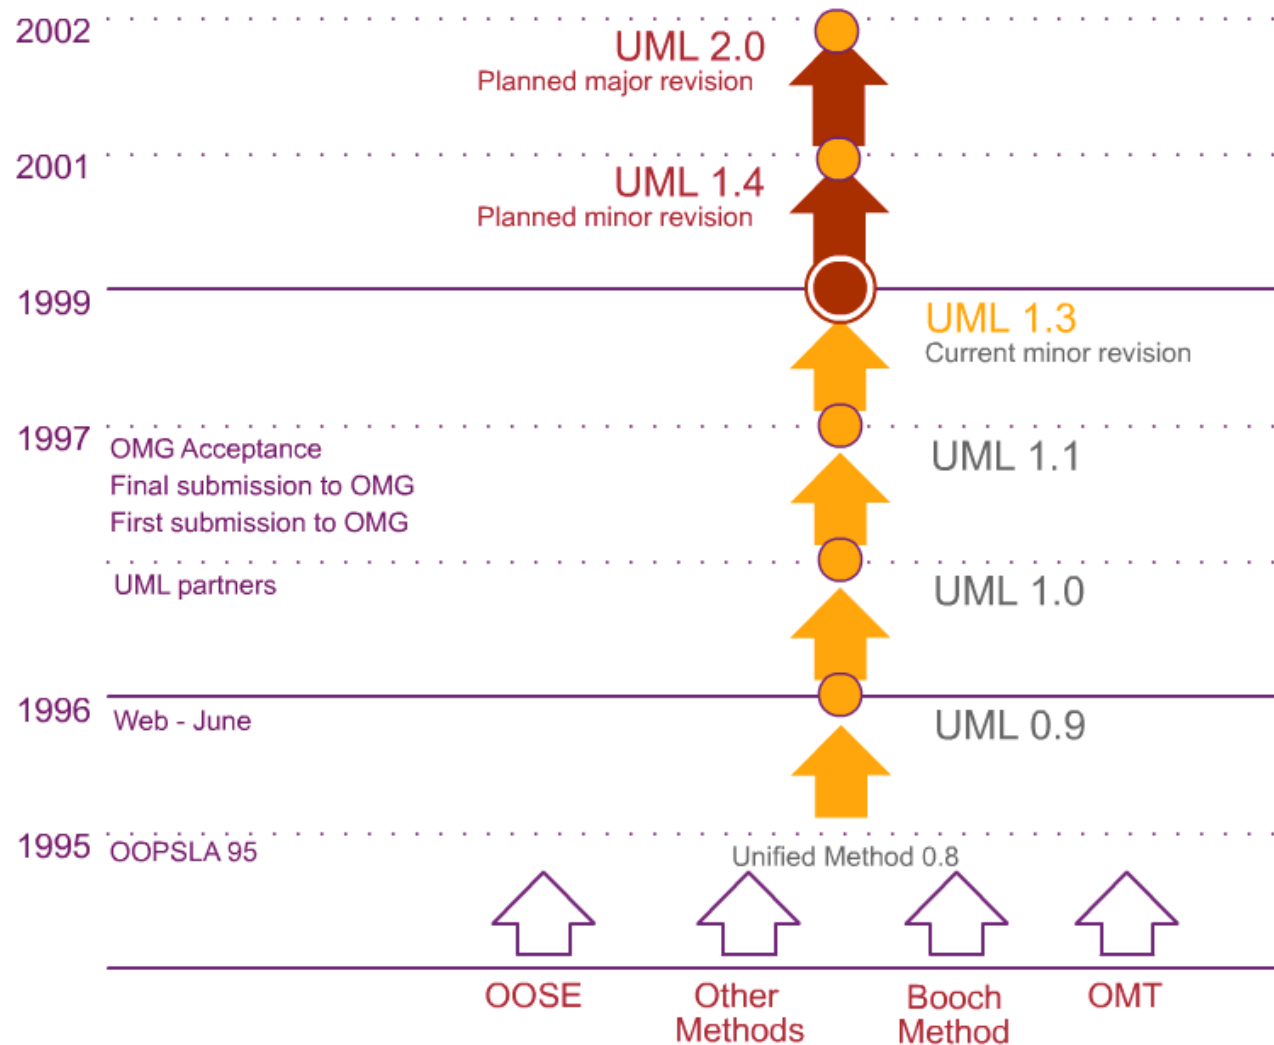 2002
UML 2.0
Planned major revision
2001
UML 1.4
Planned minor revision
1999
UML 1.3
Current minor revision
1997
OMG Acceptance
UML 1.1
Final submission to OMG
First submission to OMG
UML partners
UML 1.0
1996
Web - June
UML 0.9
1995
OOPSLA 95
Unified Method 0.8
OOSE
Other
Methods
Booch
Method
OMT